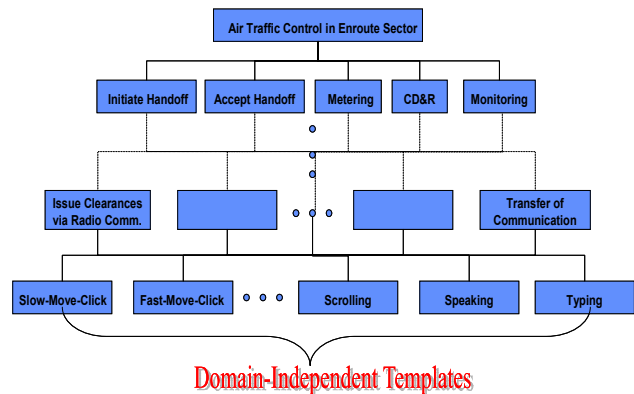 Air Traffic Control in Enroute Sector
Initiate Handoff
Accept Handoff
Metering
CD&R
Monitoring
Issue Clearances
via Radio Comm.
Transfer of
Communication
Slow-Move-Click
Fast-Move-Click
Scrolling
Speaking
Typing
Domain-Independent Templates